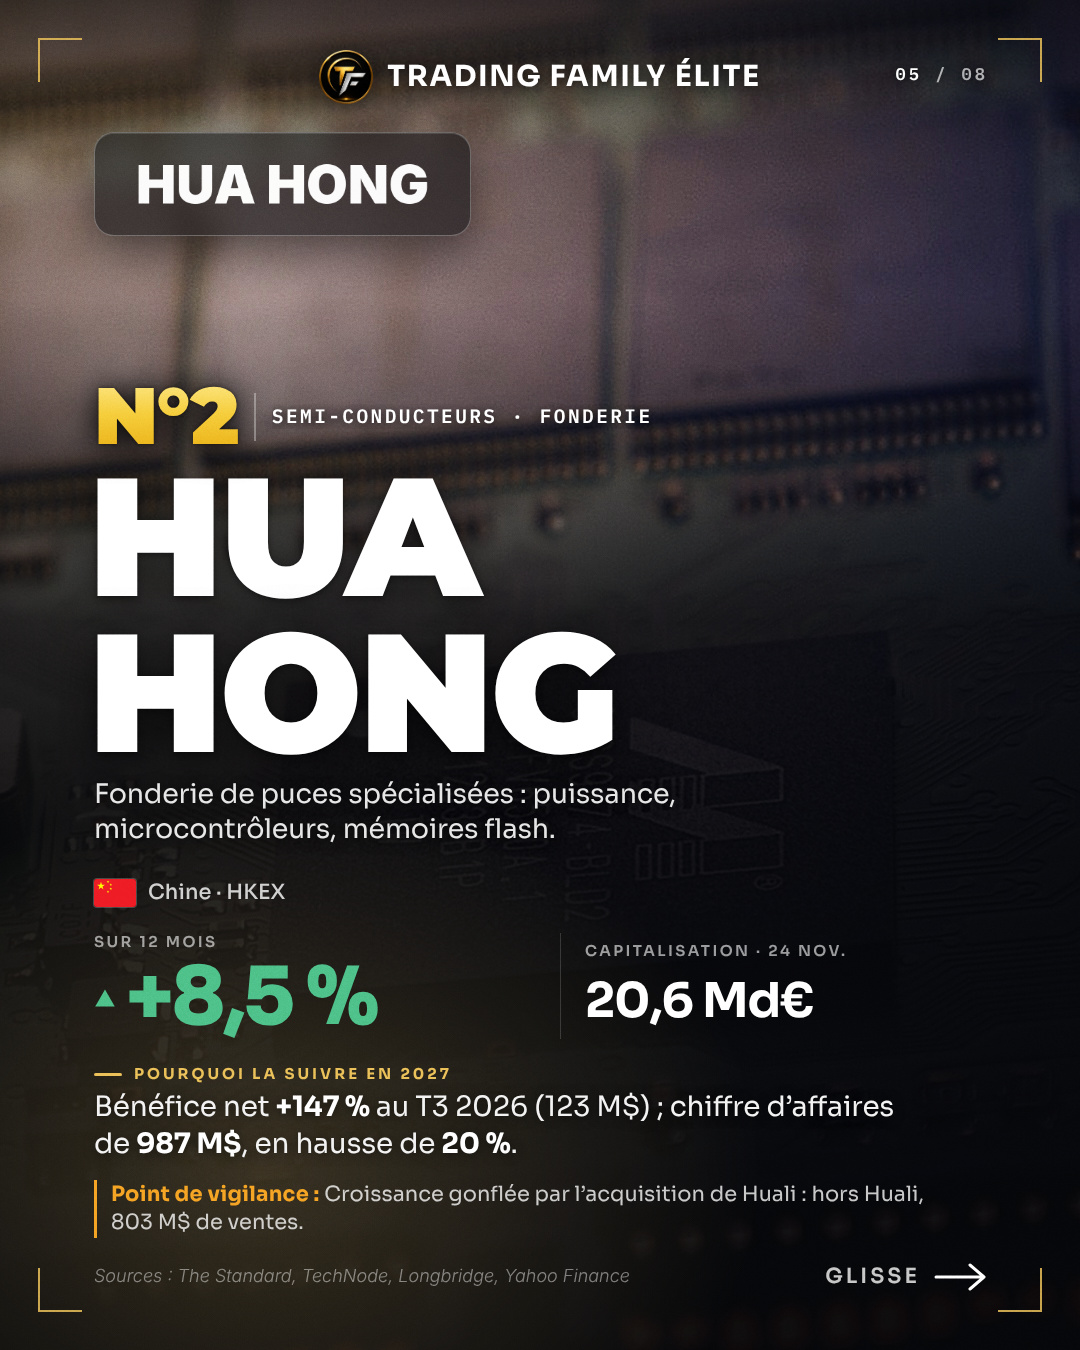 TRADING FAMILY ÉLITE
05 / 08
HUA HONG
N°2
SEMI-CONDUCTEURS · FONDERIE
HUA
HONG
Fonderie de puces spécialisées : puissance,
microcontrôleurs, mémoires flash.
Chine · HKEX
SUR 12 MOIS
+8,5 %
CAPITALISATION · 24 NOV.
20,6 Md€
POURQUOI LA SUIVRE EN 2027
Bénéfice net +147 % au T3 2026 (123 M$) ; chiffre d’affaires
de 987 M$, en hausse de 20 %.
Point de vigilance : Croissance gonflée par l’acquisition de Huali : hors Huali,
803 M$ de ventes.
Sources : The Standard, TechNode, Longbridge, Yahoo Finance
GLISSE